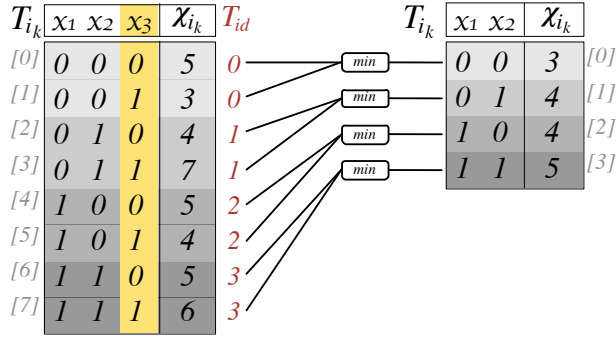 T_{i_k} x1 x2 x3 χ_{i_k} T_{id} T_{i_k} x1 x2 χ_{i_k}
[0] 0 0 0 5 0 min 0 0 3 [0]
[1] 0 0 1 3 0 min 0 1 4 [1]
[2] 0 1 0 4 1 min 1 0 4 [2]
[3] 0 1 1 7 1 min 1 1 5 [3]
[4] 1 0 0 5 2
[5] 1 0 1 4 2
[6] 1 1 0 5 3
[7] 1 1 1 6 3